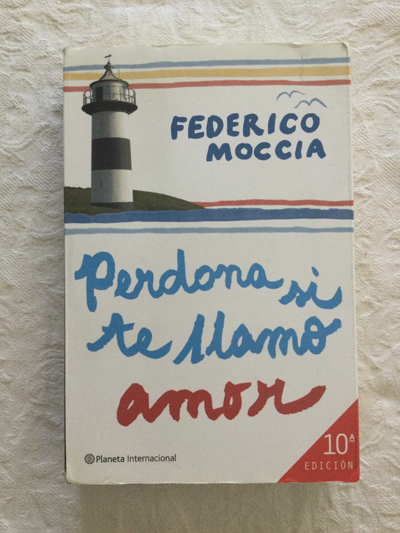 FEDERICO
MOCCIA
Perdona si
te llamo
amor
Planeta Internacional
10ª
EDICIÓN